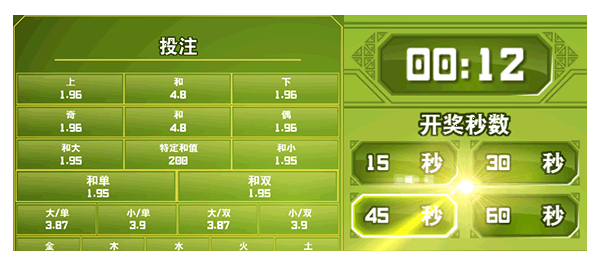 投注
上 和 下
1.96 4.8 1.96
奇 和 偶
1.96 4.8 1.96
和大 特定和值 和小
1.95 200 1.95
和单 和双
1.95 1.95
大/单 小/单 大/双 小/双
3.87 3.9 3.87 3.9
金 木 水 火 土
00:12
开奖秒数
15 秒 30 秒
45 秒 60 秒